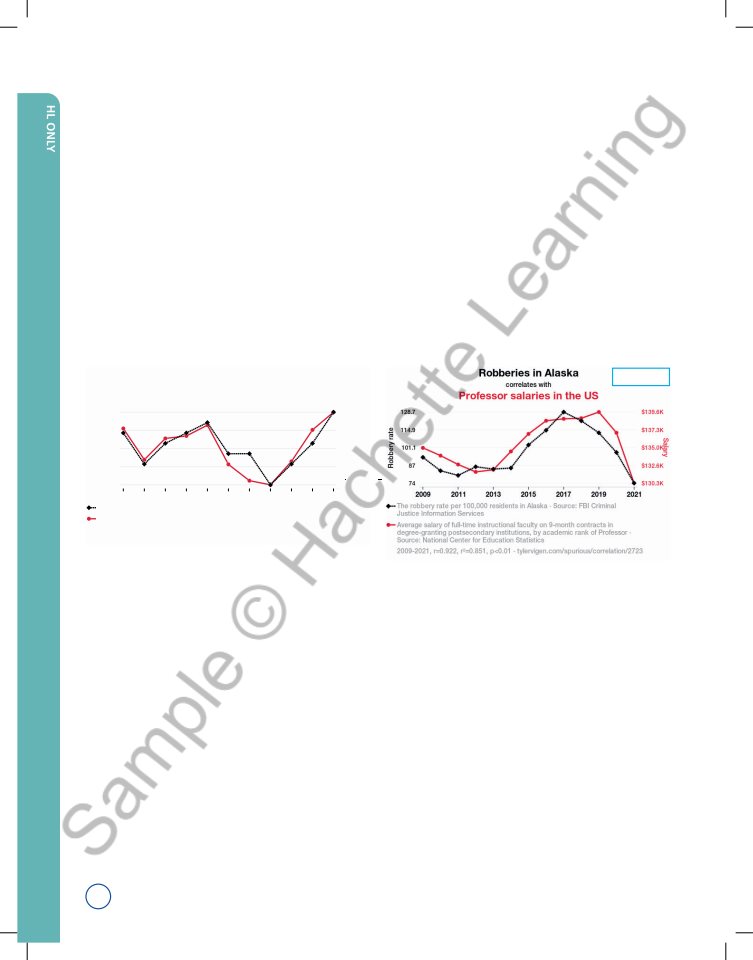 HL ONLY
Sample © Hachette Learning
Robberies in Alaska
correlates with
Professor salaries in the US
Robbery rate
128.7
114.9
101.1
87
74
$139.6K
$137.3K
$135.0K
$132.6K
$130.3K
Salary
2009 2011 2013 2015 2017 2019 2021
The robbery rate per 100,000 residents in Alaska · Source: FBI Criminal
Justice Information Services
Average salary of full-time instructional faculty on 9-month contracts in
degree-granting postsecondary institutions, by academic rank of Professor ·
Source: National Center for Education Statistics
2009-2021, r=0.922, r²=0.851, p<0.01 · tylervigen.com/spurious/correlation/2723